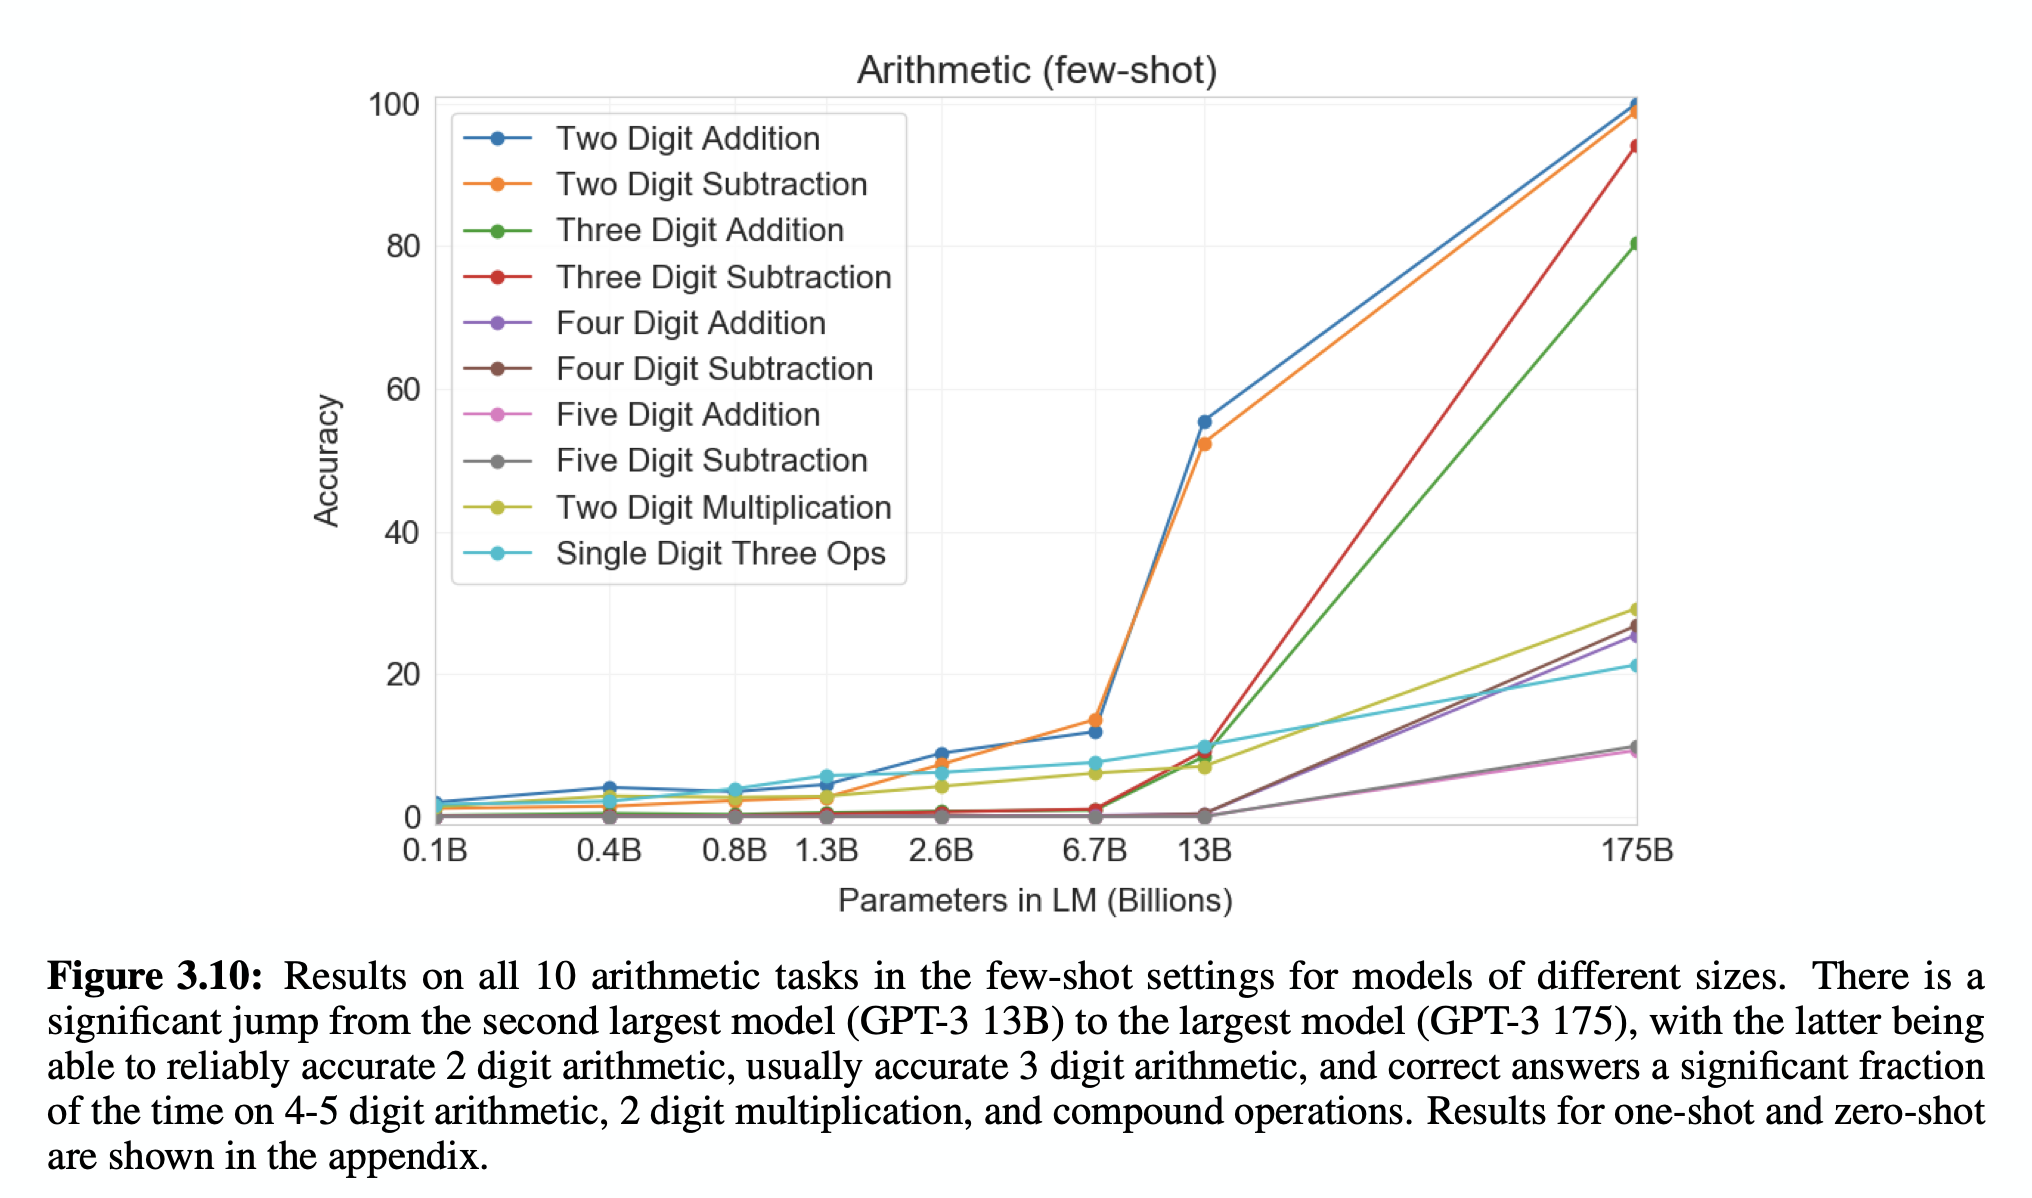 Arithmetic (few-shot)
100
80
60
40
20
0
Accuracy
Two Digit Addition
Two Digit Subtraction
Three Digit Addition
Three Digit Subtraction
Four Digit Addition
Four Digit Subtraction
Five Digit Addition
Five Digit Subtraction
Two Digit Multiplication
Single Digit Three Ops
0.1B 0.4B 0.8B 1.3B 2.6B 6.7B 13B 175B
Parameters in LM (Billions)
Figure 3.10: Results on all 10 arithmetic tasks in the few-shot settings for models of different sizes. There is a
significant jump from the second largest model (GPT-3 13B) to the largest model (GPT-3 175), with the latter being
able to reliably accurate 2 digit arithmetic, usually accurate 3 digit arithmetic, and correct answers a significant fraction
of the time on 4-5 digit arithmetic, 2 digit multiplication, and compound operations. Results for one-shot and zero-shot
are shown in the appendix.